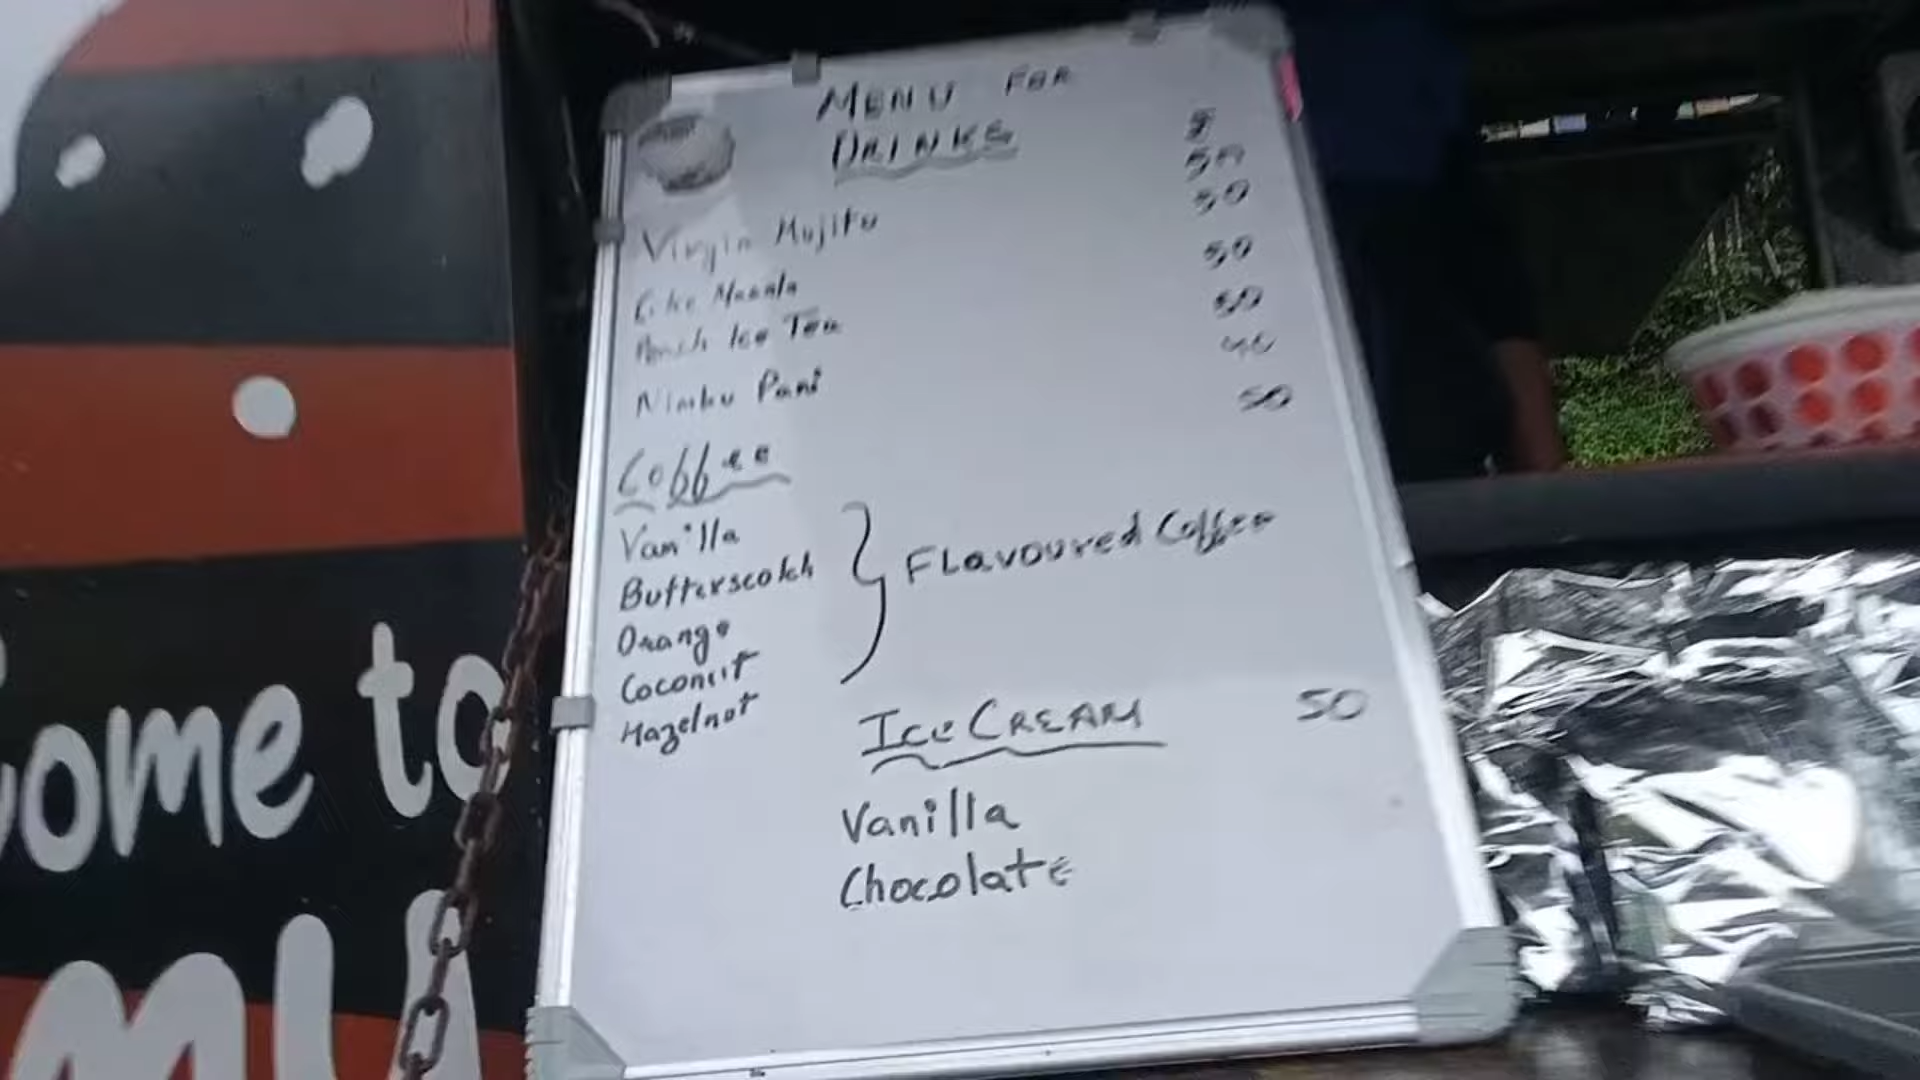 MENU FOR
DRINKS
₹
50
Virgin Mojito 50
50
Coke Masala 50
Peach Ice Tea 40
Nimbu Pani 50
Coffee
Vanilla
Butterscotch
Orange
Coconut
Hazelnut
Flavoured Coffee
ICe CREAM 50
Vanilla
Chocolate
come to